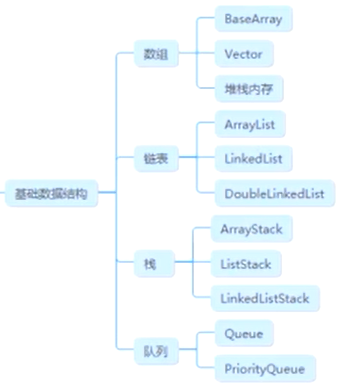 基础数据结构
数组
BaseArray
Vector
堆栈内存
链表
ArrayList
LinkedList
DoubleLinkedList
栈
ArrayStack
ListStack
LinkedListStack
队列
Queue
PriorityQueue